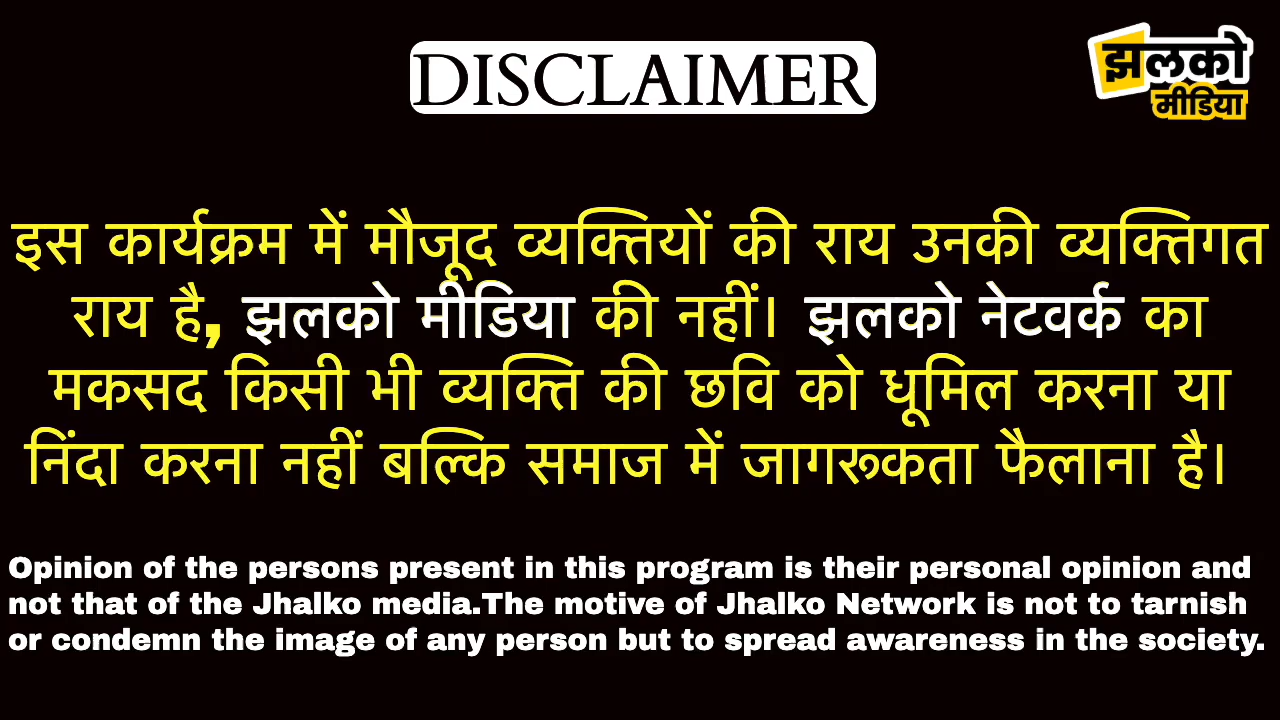 DISCLAIMER
झलको
मीडिया
इस कार्यक्रम में मौजूद व्यक्तियों की राय उनकी व्यक्तिगत
राय है, झलको मीडिया की नहीं। झलको नेटवर्क का
मकसद किसी भी व्यक्ति की छवि को धूमिल करना या
निंदा करना नहीं बल्कि समाज में जागरूकता फैलाना है।
Opinion of the persons present in this program is their personal opinion and
not that of the Jhalko media.The motive of Jhalko Network is not to tarnish
or condemn the image of any person but to spread awareness in the society.